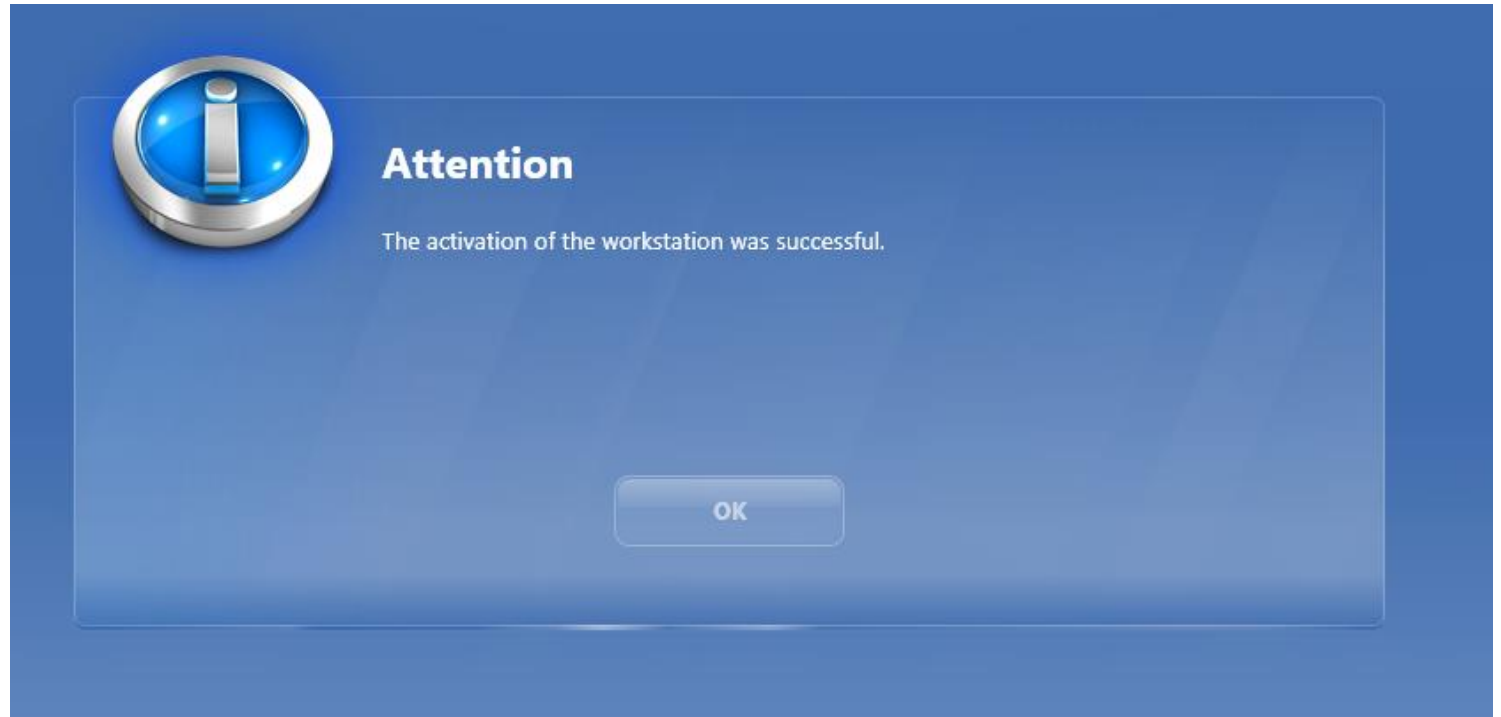 Attention
The activation of the workstation was successful.
OK